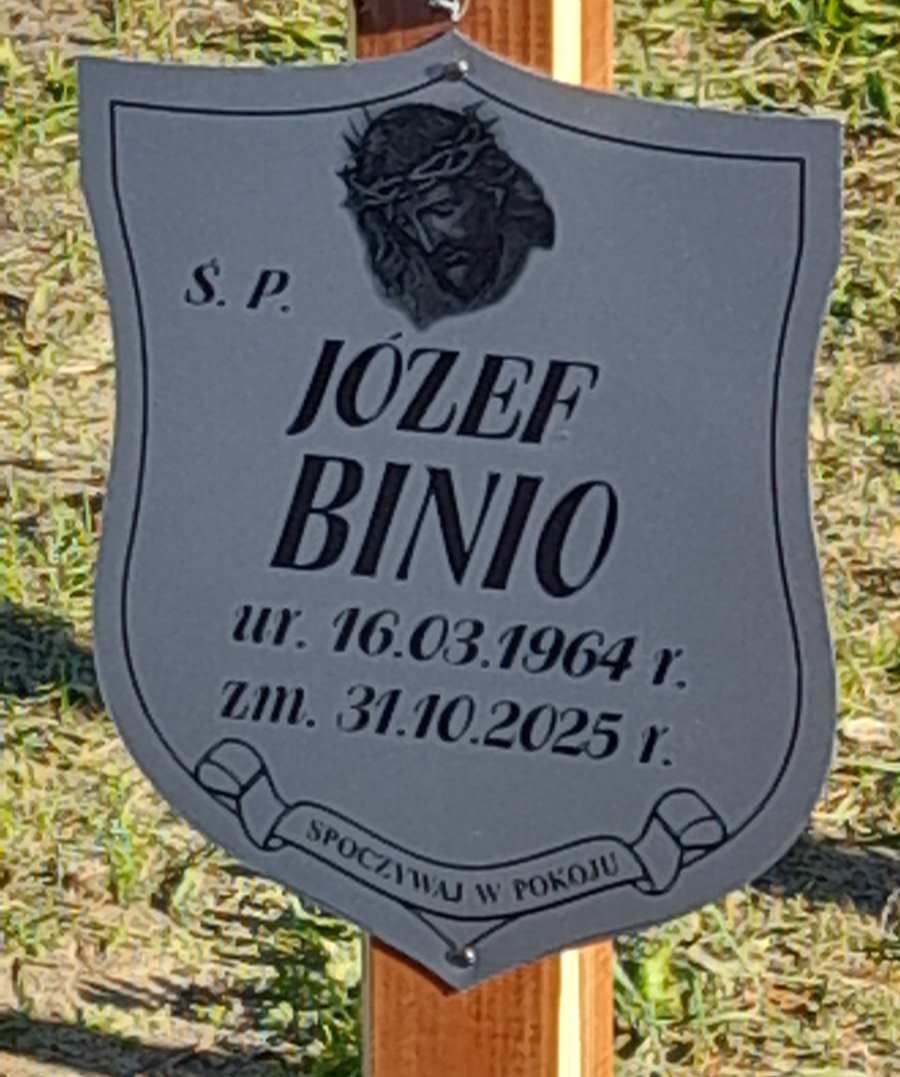 Ś. P.
JÓZEF
BINIO
ur. 16.03.1964 r.
zm. 31.10.2025 r.
SPOCZYWAJ W POKOJU